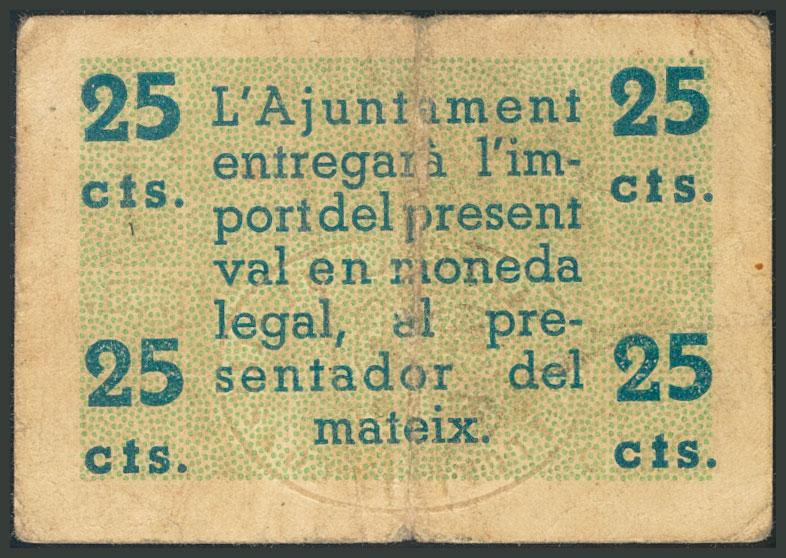 25 cts.
25 cts.
L'Ajuntament
entregarà l'im-
port del present
val en moneda
legal, al pre-
sentador del
mateix.
25 cts.
25 cts.